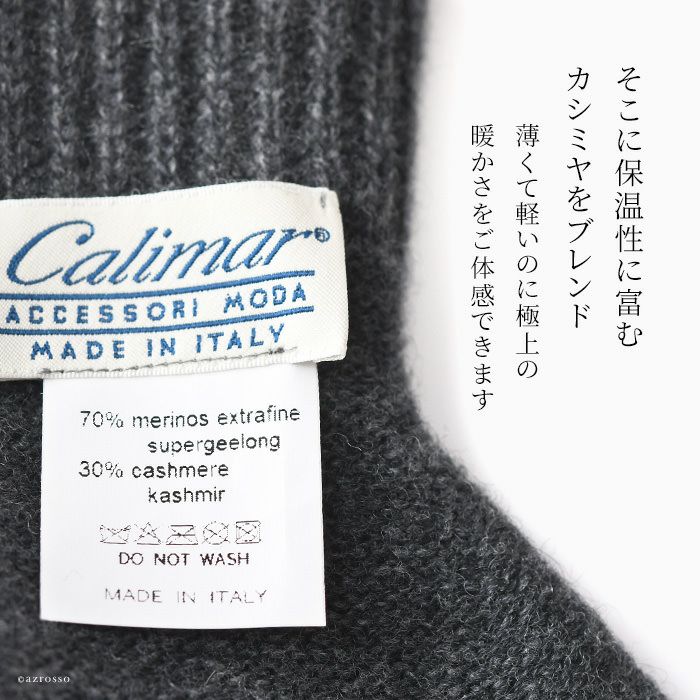 そこに保温性に富む
カシミヤをブレンド
薄くて軽いのに極上の
暖かさをご体感できます
Calimar®
ACCESSORI MODA
MADE IN ITALY
70% merinos extrafine
supergeelong
30% cashmere
kashmir
DO NOT WASH
MADE IN ITALY
©azrosso